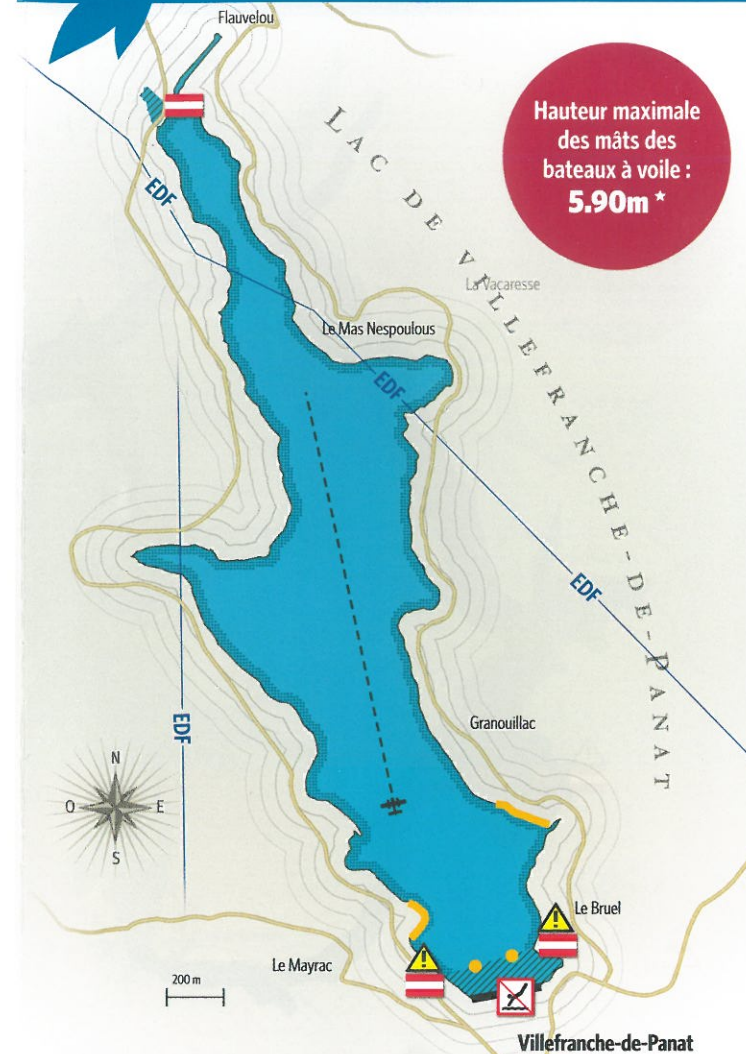 Flauvelou
Hauteur maximale
des mâts des
bateaux à voile :
5.90m *
LAC DE VILLEFRANCHE-DE-PANAT
EDF
La Vacaresse
Le Mas Nespoulous
EDF
EDF
EDF
Granouillac
N
O
E
S
Le Bruel
Le Mayrac
200 m
Villefranche-de-Panat